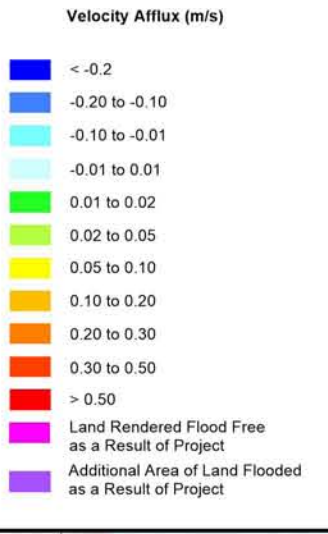 Velocity Afflux (m/s)
< -0.2
-0.20 to -0.10
-0.10 to -0.01
-0.01 to 0.01
0.01 to 0.02
0.02 to 0.05
0.05 to 0.10
0.10 to 0.20
0.20 to 0.30
0.30 to 0.50
> 0.50
Land Rendered Flood Free
as a Result of Project
Additional Area of Land Flooded
as a Result of Project